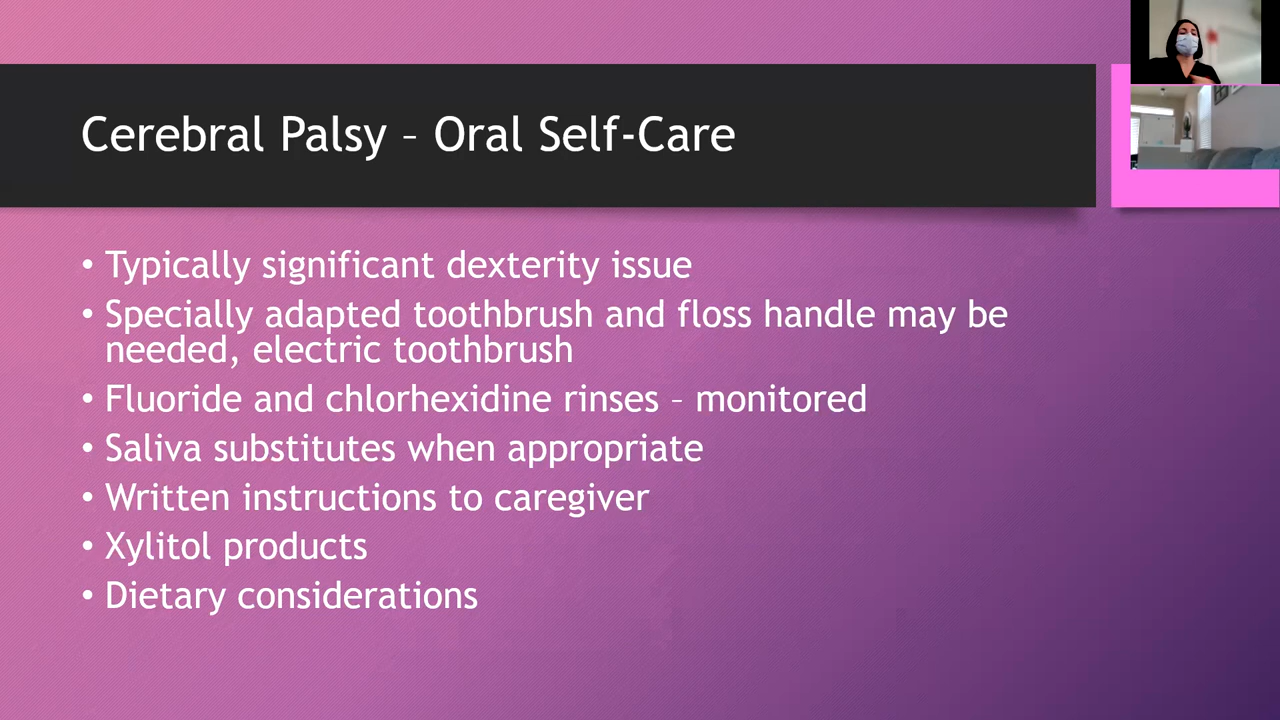 Cerebral Palsy – Oral Self-Care
• Typically significant dexterity issue
• Specially adapted toothbrush and floss handle may be
needed, electric toothbrush
• Fluoride and chlorhexidine rinses – monitored
• Saliva substitutes when appropriate
• Written instructions to caregiver
• Xylitol products
• Dietary considerations